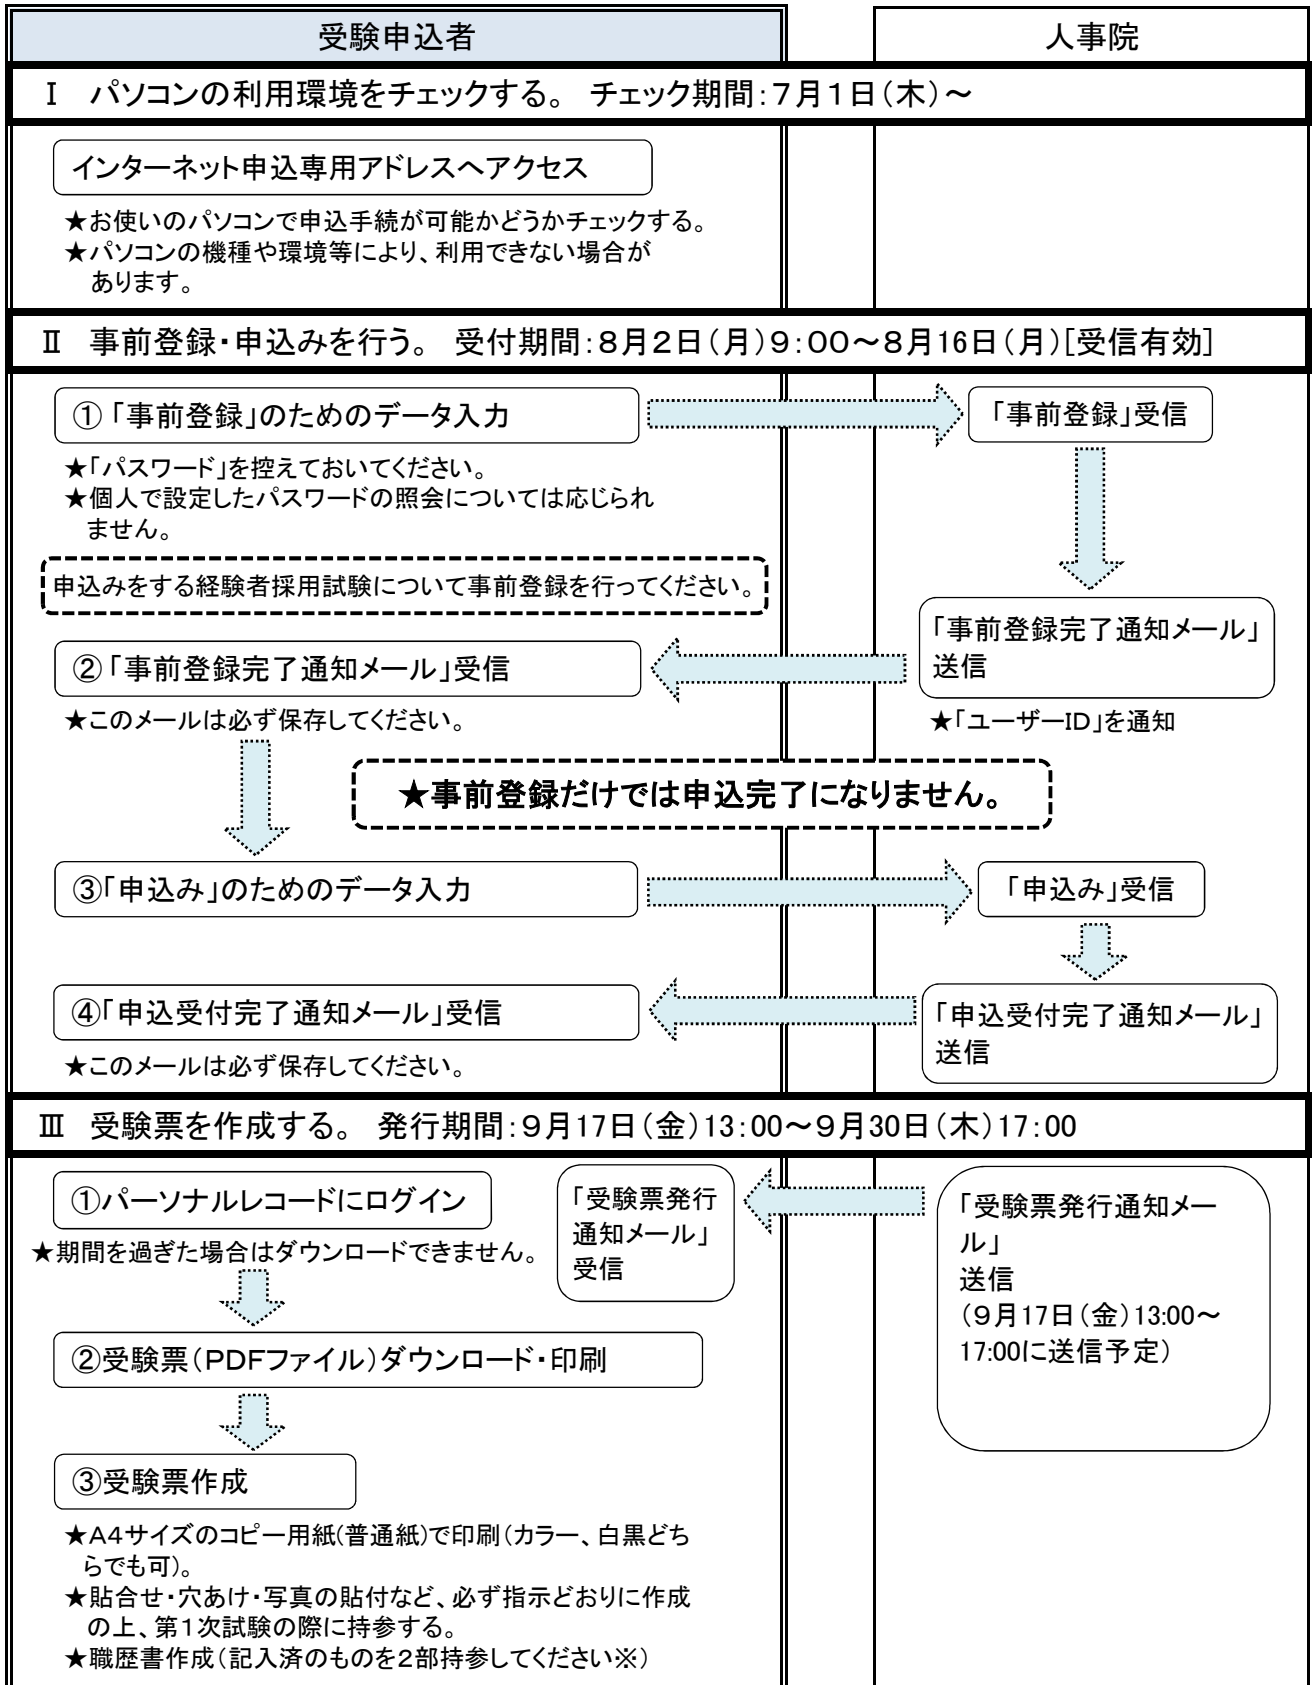 受験申込者
人事院
Ⅰ　パソコンの利用環境をチェックする。　チェック期間：７月１日（木）～
インターネット申込専用アドレスへアクセス
★お使いのパソコンで申込手続が可能かどうかチェックする。
★パソコンの機種や環境等により、利用できない場合が
あります。
Ⅱ　事前登録・申込みを行う。　受付期間：８月２日（月）９：００～８月16日（月）[受信有効]
①「事前登録」のためのデータ入力
「事前登録」受信
★「パスワード」を控えておいてください。
★個人で設定したパスワードの照会については応じられ
ません。
申込みをする経験者採用試験について事前登録を行ってください。
「事前登録完了通知メール」
送信
②「事前登録完了通知メール」受信
★このメールは必ず保存してください。
★「ユーザーID」を通知
★事前登録だけでは申込完了になりません。
③「申込み」のためのデータ入力
「申込み」受信
④「申込受付完了通知メール」受信
「申込受付完了通知メール」
送信
★このメールは必ず保存してください。
Ⅲ　受験票を作成する。　発行期間：９月17日（金）13：00～９月30日（木）17：00
①パーソナルレコードにログイン
★期間を過ぎた場合はダウンロードできません。
「受験票発行
通知メール」
受信
「受験票発行通知メー
ル」
送信
（９月17日（金）13:00～
17:00に送信予定）
②受験票（ＰＤＦファイル）ダウンロード・印刷
③受験票作成
★Ａ４サイズのコピー用紙(普通紙)で印刷（カラー、白黒どち
らでも可）。
★貼合せ・穴あけ・写真の貼付など、必ず指示どおりに作成
の上、第１次試験の際に持参する。
★職歴書作成（記入済のものを２部持参してください※）